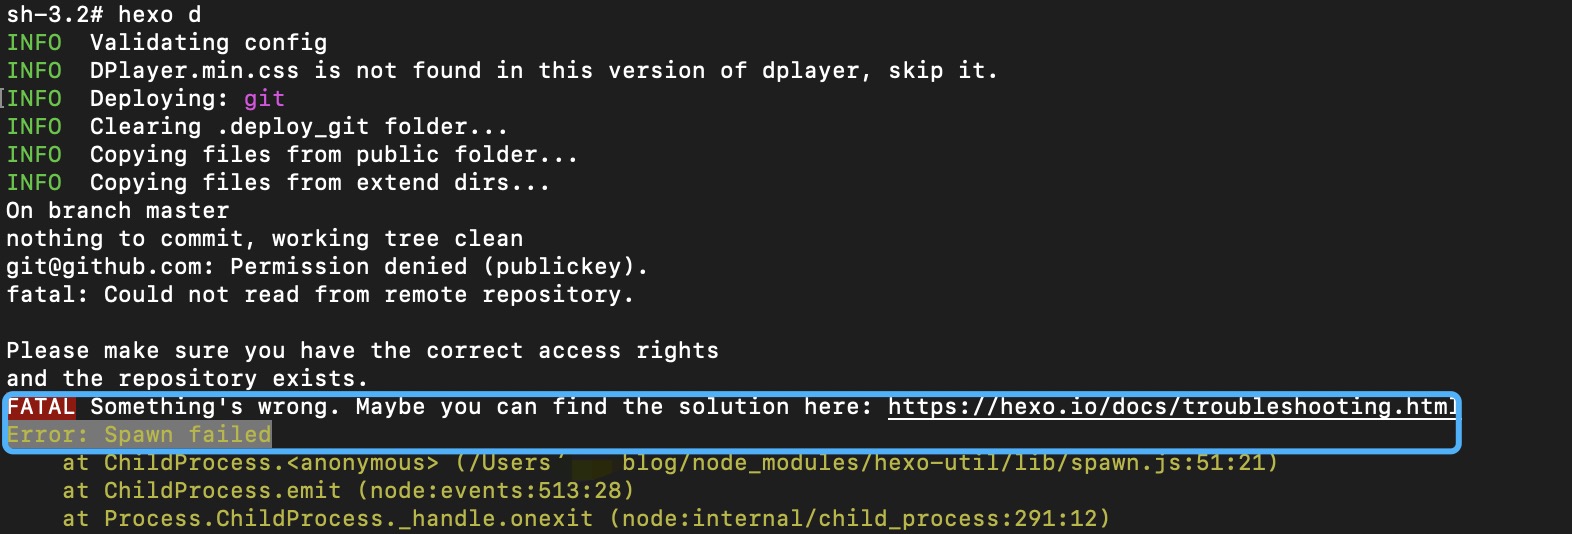 sh-3.2# hexo d
INFO  Validating config
INFO  DPlayer.min.css is not found in this version of dplayer, skip it.
INFO  Deploying: git
INFO  Clearing .deploy_git folder...
INFO  Copying files from public folder...
INFO  Copying files from extend dirs...
On branch master
nothing to commit, working tree clean
git@github.com: Permission denied (publickey).
fatal: Could not read from remote repository.

Please make sure you have the correct access rights
and the repository exists.
FATAL Something's wrong. Maybe you can find the solution here: https://hexo.io/docs/troubleshooting.html
Error: Spawn failed
    at ChildProcess.<anonymous> (/Users blog/node_modules/hexo-util/lib/spawn.js:51:21)
    at ChildProcess.emit (node:events:513:28)
    at Process.ChildProcess._handle.onexit (node:internal/child_process:291:12)